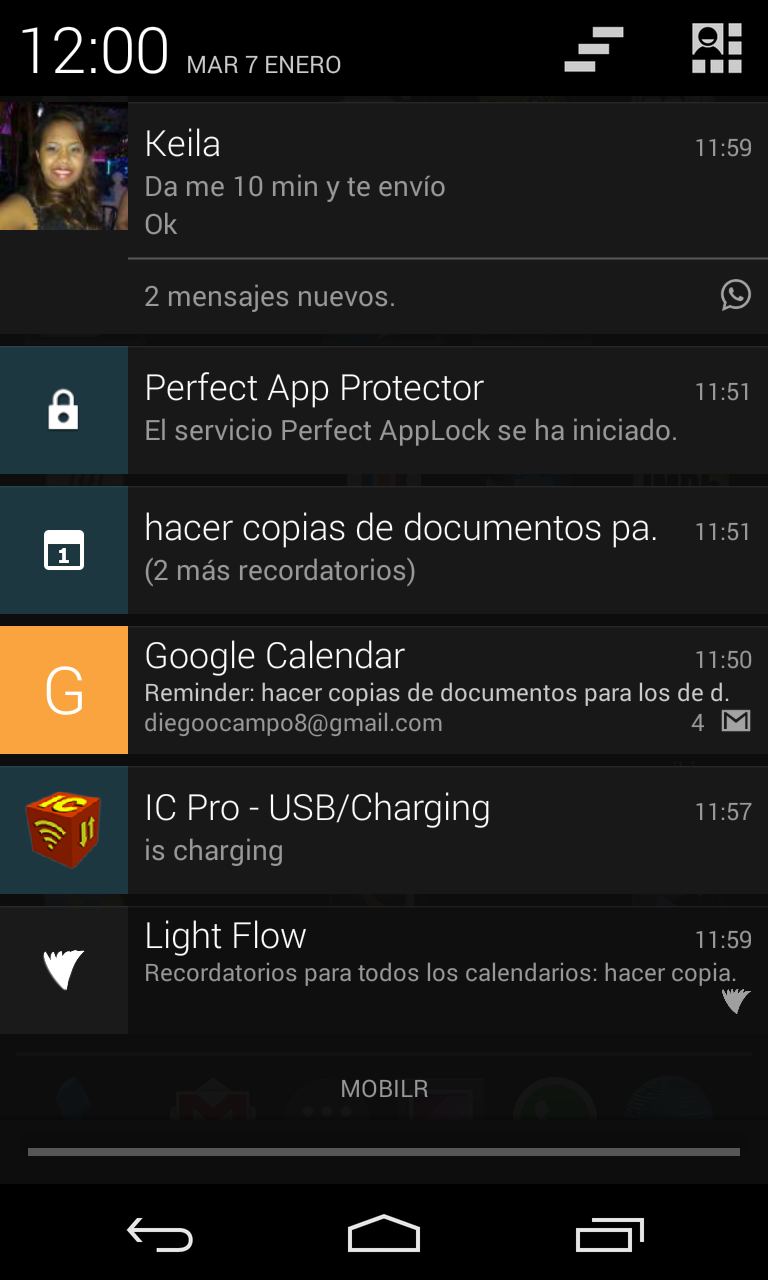 12:00 MAR 7 ENERO
Keila 11:59
Da me 10 min y te envío
Ok
2 mensajes nuevos.
Perfect App Protector 11:51
El servicio Perfect AppLock se ha iniciado.
1
hacer copias de documentos pa. 11:51
(2 más recordatorios)
G
Google Calendar 11:50
Reminder: hacer copias de documentos para los de d.
diegoocampo8@gmail.com 4
IC
IC Pro - USB/Charging 11:57
is charging
Light Flow 11:59
Recordatorios para todos los calendarios: hacer copia.
MOBILR